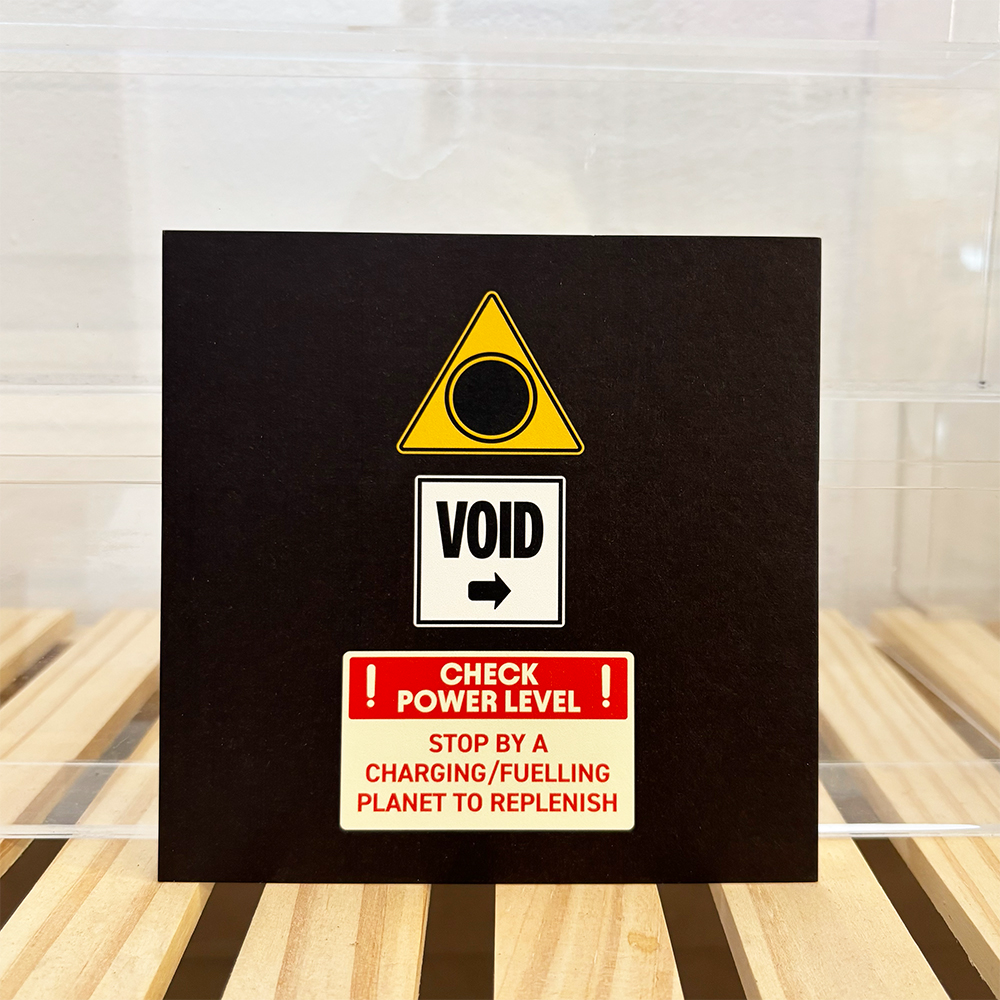 VOID
! CHECK !
POWER LEVEL
STOP BY A
CHARGING/FUELLING
PLANET TO REPLENISH